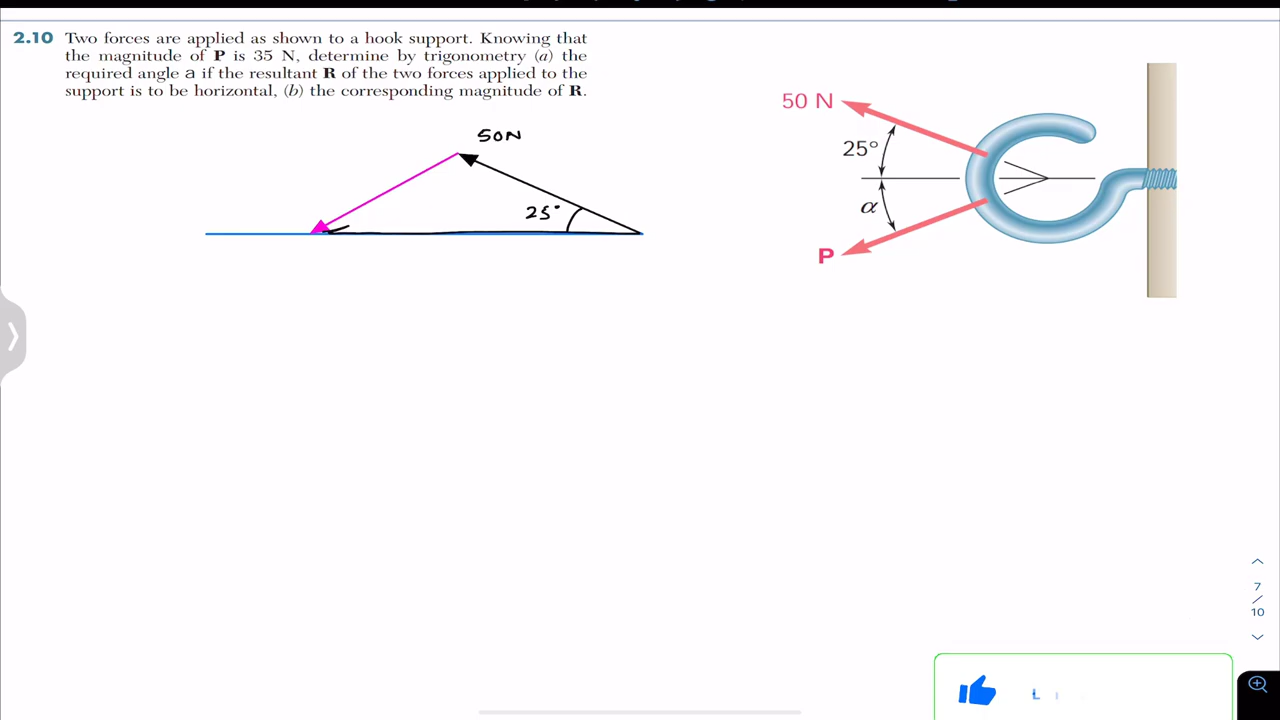 2.10 Two forces are applied as shown to a hook support. Knowing that
the magnitude of P is 35 N, determine by trigonometry (a) the
required angle a if the resultant R of the two forces applied to the
support is to be horizontal, (b) the corresponding magnitude of R.
50N
25°
50 N
25°
α
P
7
/
10
L